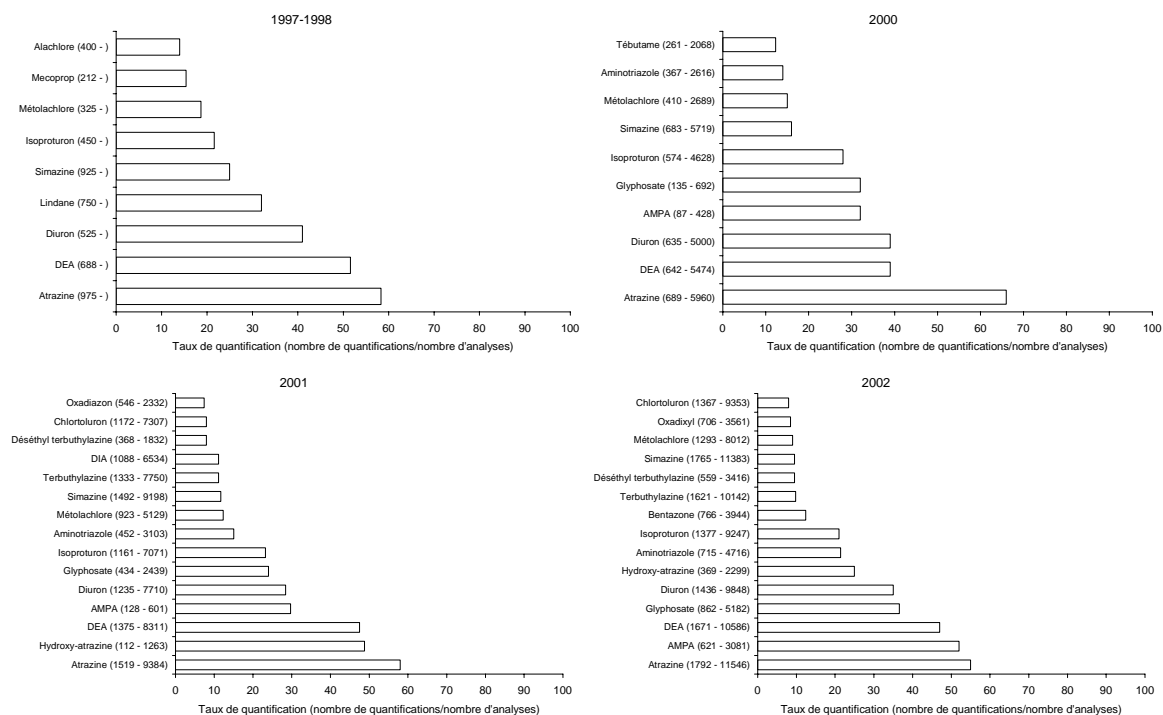 1997-1998
Alachlore (400 - )
Mecoprop (212 - )
Métolachlore (325 - )
Isoproturon (450 - )
Simazine (925 - )
Lindane (750 - )
Diuron (525 - )
DEA (688 - )
Atrazine (975 - )
0 10 20 30 40 50 60 70 80 90 100
Taux de quantification (nombre de quantifications/nombre d'analyses)
2000
Tébutame (261 - 2068)
Aminotriazole (367 - 2616)
Métolachlore (410 - 2689)
Simazine (683 - 5719)
Isoproturon (574 - 4628)
Glyphosate (135 - 692)
AMPA (87 - 428)
Diuron (635 - 5000)
DEA (642 - 5474)
Atrazine (689 - 5960)
0 10 20 30 40 50 60 70 80 90 100
Taux de quantification (nombre de quantifications/nombre d'analyses)
2001
Oxadiazon (546 - 2332)
Chlortoluron (1172 - 7307)
Déséthyl terbuthylazine (368 - 1832)
DIA (1088 - 6534)
Terbuthylazine (1333 - 7750)
Simazine (1492 - 9198)
Métolachlore (923 - 5129)
Aminotriazole (452 - 3103)
Isoproturon (1161 - 7071)
Glyphosate (434 - 2439)
Diuron (1235 - 7710)
AMPA (128 - 601)
DEA (1375 - 8311)
Hydroxy-atrazine (112 - 1263)
Atrazine (1519 - 9384)
0 10 20 30 40 50 60 70 80 90 100
Taux de quantification (nombre de quantifications/nombre d'analyses)
2002
Chlortoluron (1367 - 9353)
Oxadixyl (706 - 3561)
Métolachlore (1293 - 8012)
Simazine (1765 - 11383)
Déséthyl terbuthylazine (559 - 3416)
Terbuthylazine (1621 - 10142)
Bentazone (766 - 3944)
Isoproturon (1377 - 9247)
Aminotriazole (715 - 4716)
Hydroxy-atrazine (369 - 2299)
Diuron (1436 - 9848)
Glyphosate (862 - 5182)
DEA (1671 - 10586)
AMPA (621 - 3081)
Atrazine (1792 - 11546)
0 10 20 30 40 50 60 70 80 90 100
Taux de quantification (nombre de quantifications/nombre d'analyses)